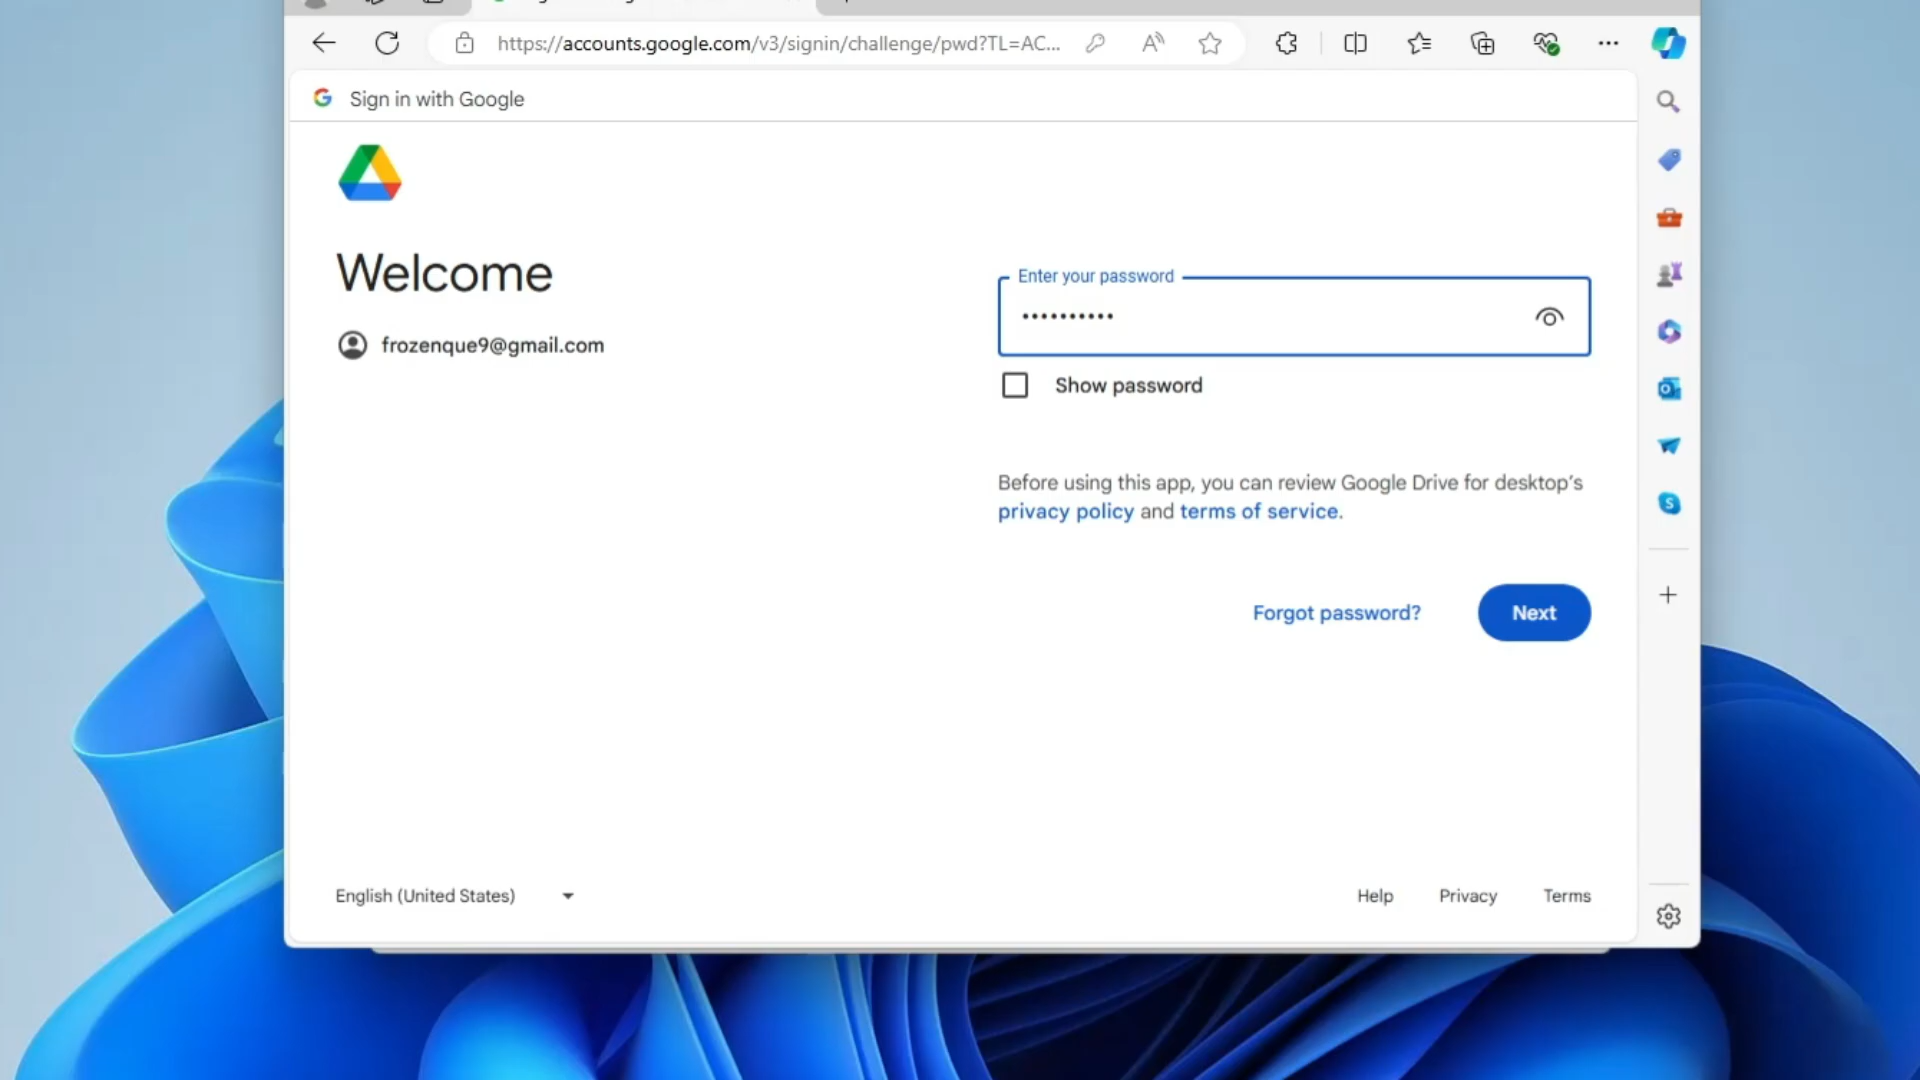 https://accounts.google.com/v3/signin/challenge/pwd?TL=AC...
Sign in with Google
Welcome
frozenque9@gmail.com
Enter your password
••••••••••
Show password
Before using this app, you can review Google Drive for desktop's
privacy policy and terms of service.
Forgot password?
Next
English (United States)
Help
Privacy
Terms